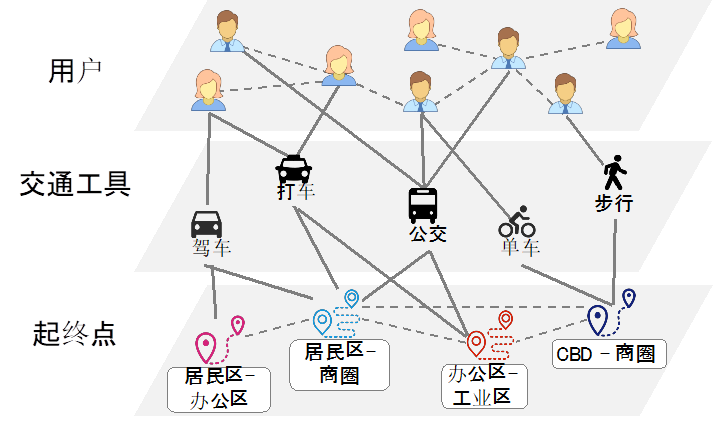 用户
交通工具
打车
步行
驾车
公交
单车
起终点
居民区-
办公区
居民区-
商圈
办公区-
工业区
CBD - 商圈